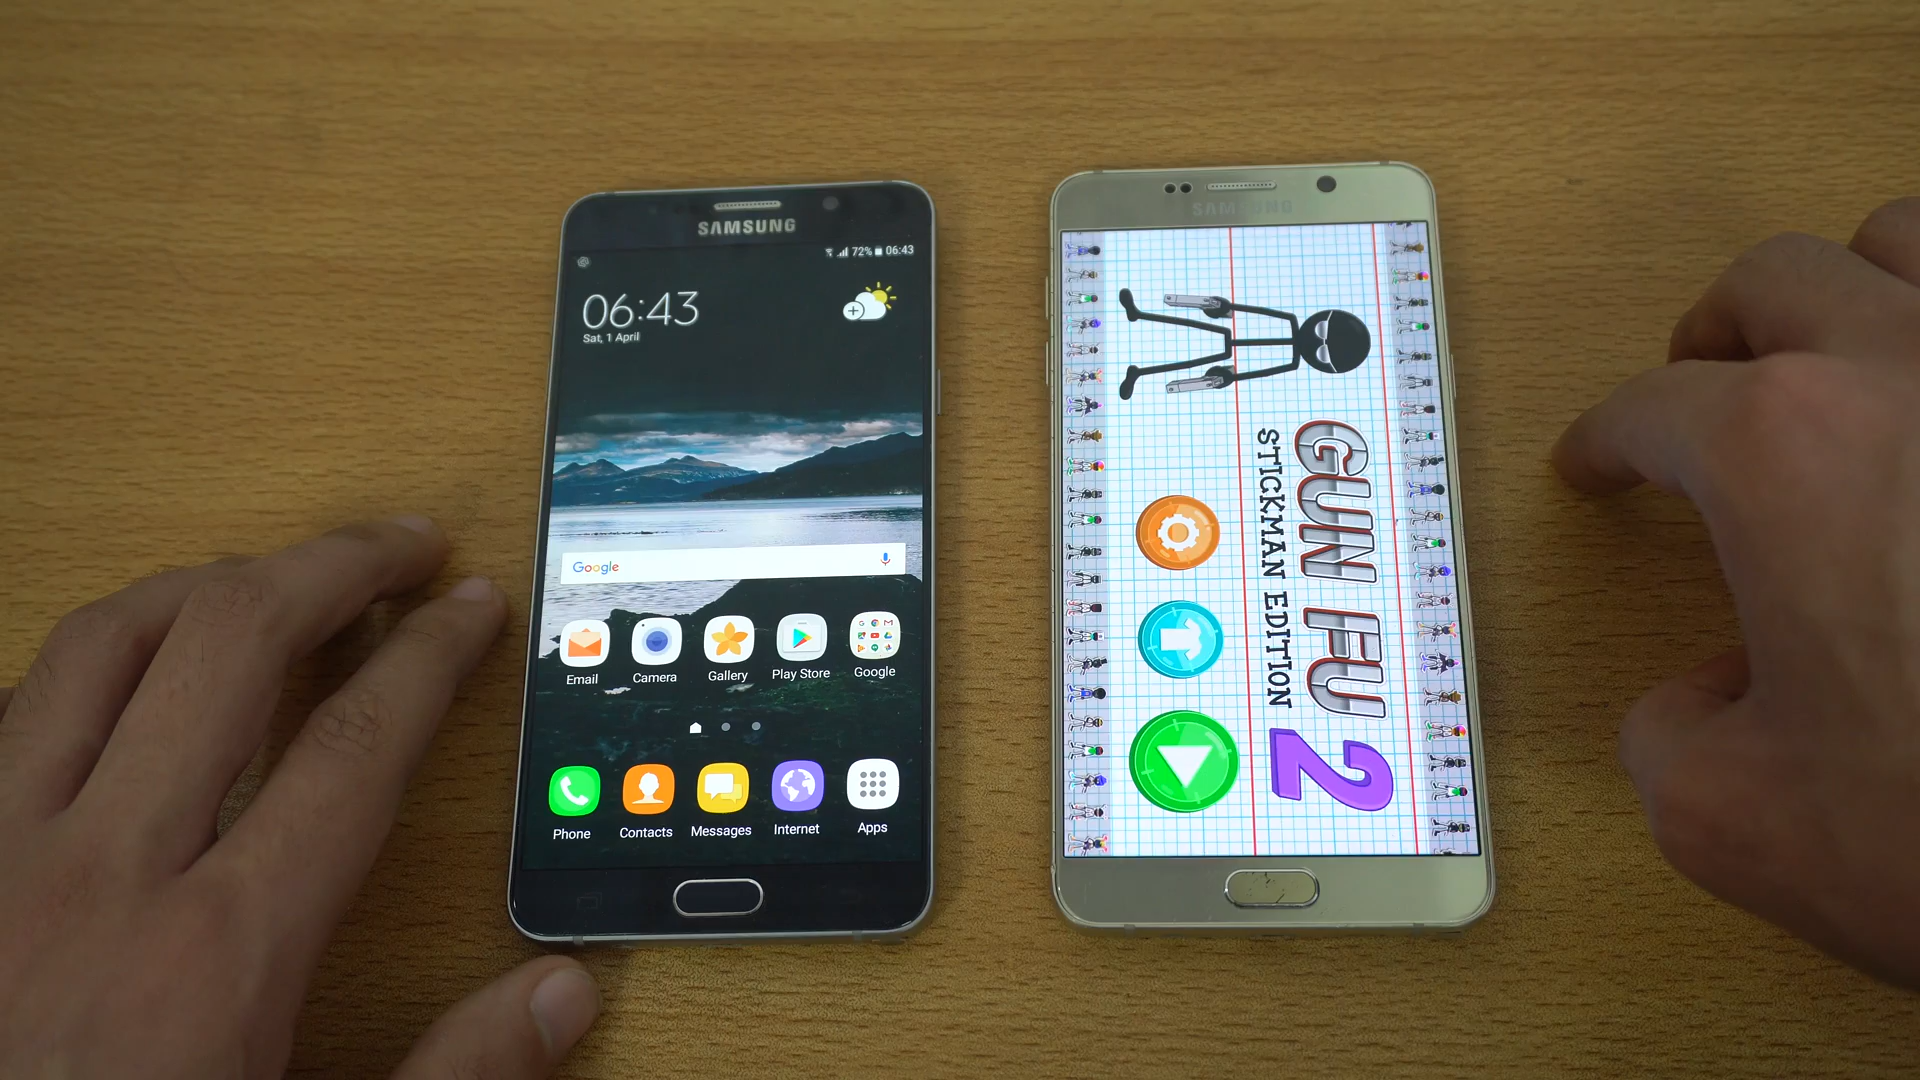 SAMSUNG
72% 06:43
06:43
Sat, 1 April
Google
Email Camera Gallery Play Store Google
Phone Contacts Messages Internet Apps
SAMSUNG
GUN FU 2
STICKMAN EDITION